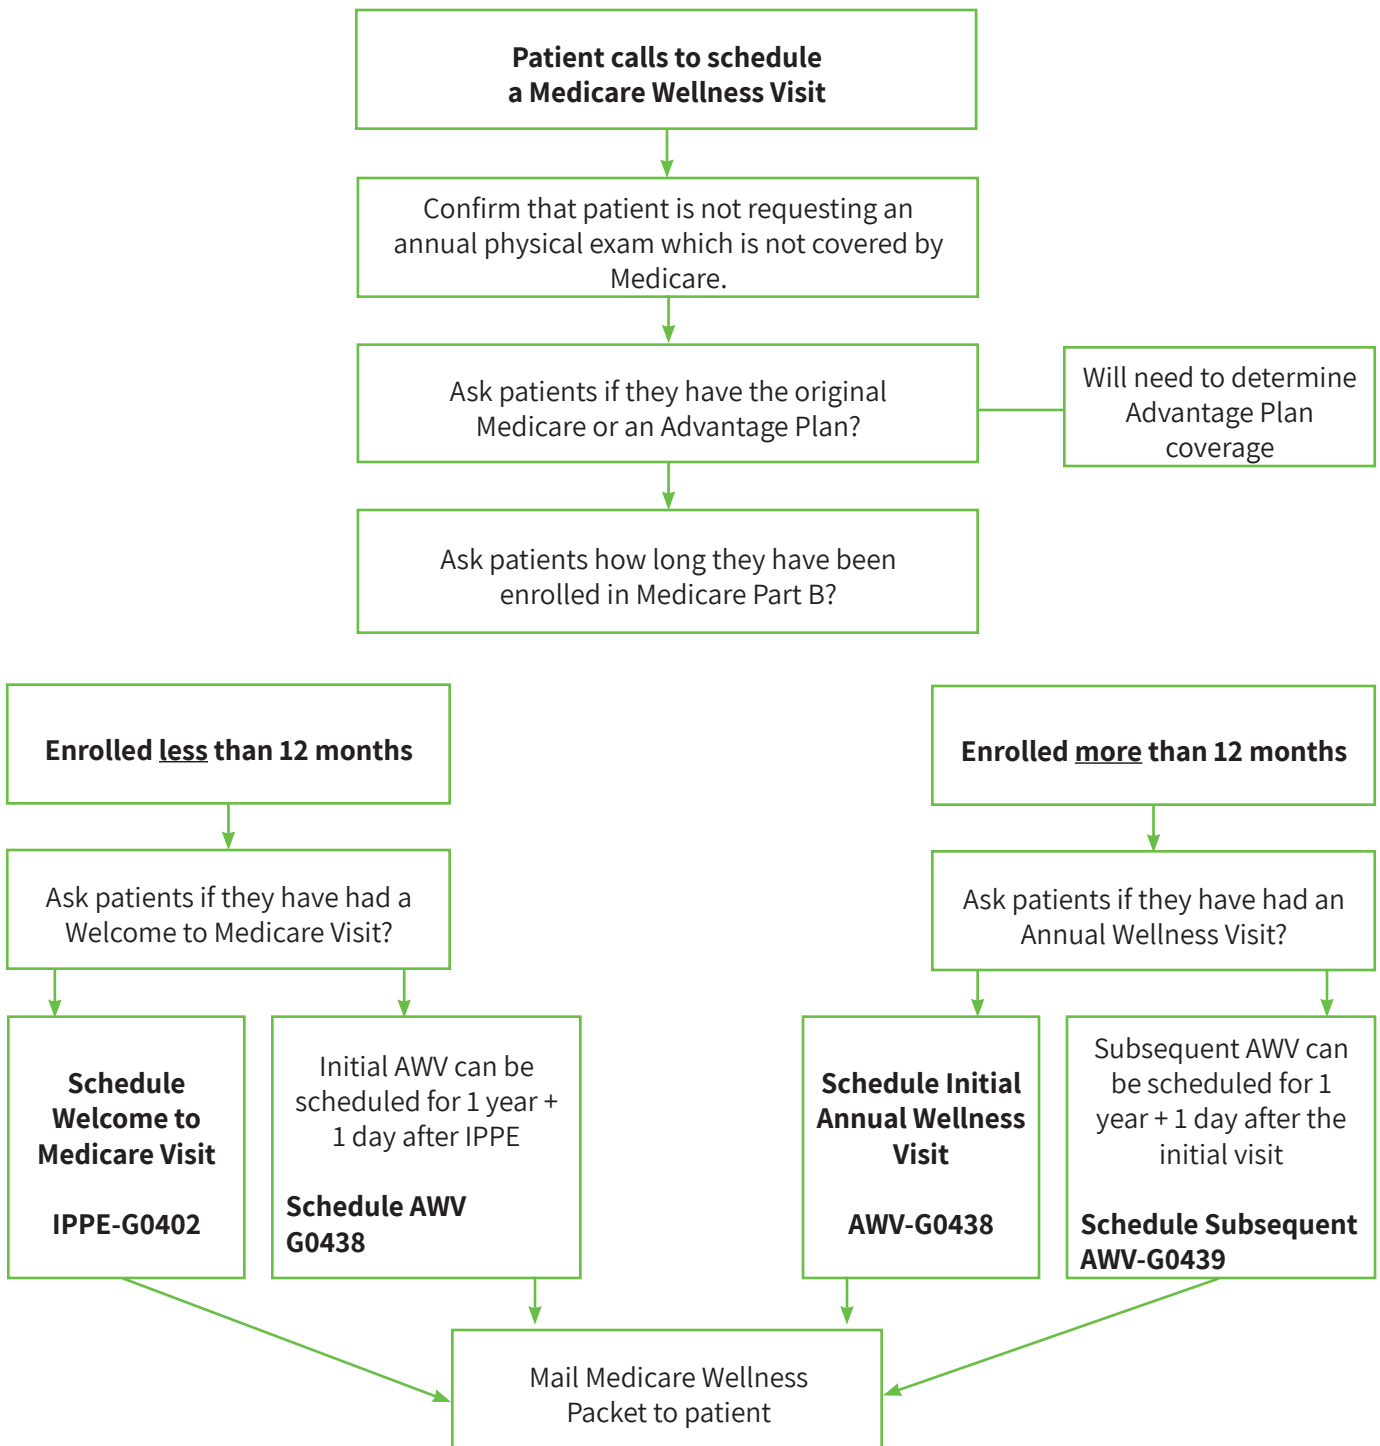 Patient calls to schedule
a Medicare Wellness Visit
Confirm that patient is not requesting an
annual physical exam which is not covered by
Medicare.
Ask patients if they have the original
Medicare or an Advantage Plan?
Will need to determine
Advantage Plan
coverage
Ask patients how long they have been
enrolled in Medicare Part B?
Enrolled less than 12 months
Enrolled more than 12 months
Ask patients if they have had a
Welcome to Medicare Visit?
Ask patients if they have had an
Annual Wellness Visit?
Schedule
Welcome to
Medicare Visit
IPPE-G0402
Initial AWV can be
scheduled for 1 year +
1 day after IPPE
Schedule AWV
G0438
Schedule Initial
Annual Wellness
Visit
AWV-G0438
Subsequent AWV can
be scheduled for 1
year + 1 day after the
initial visit
Schedule Subsequent
AWV-G0439
Mail Medicare Wellness
Packet to patient